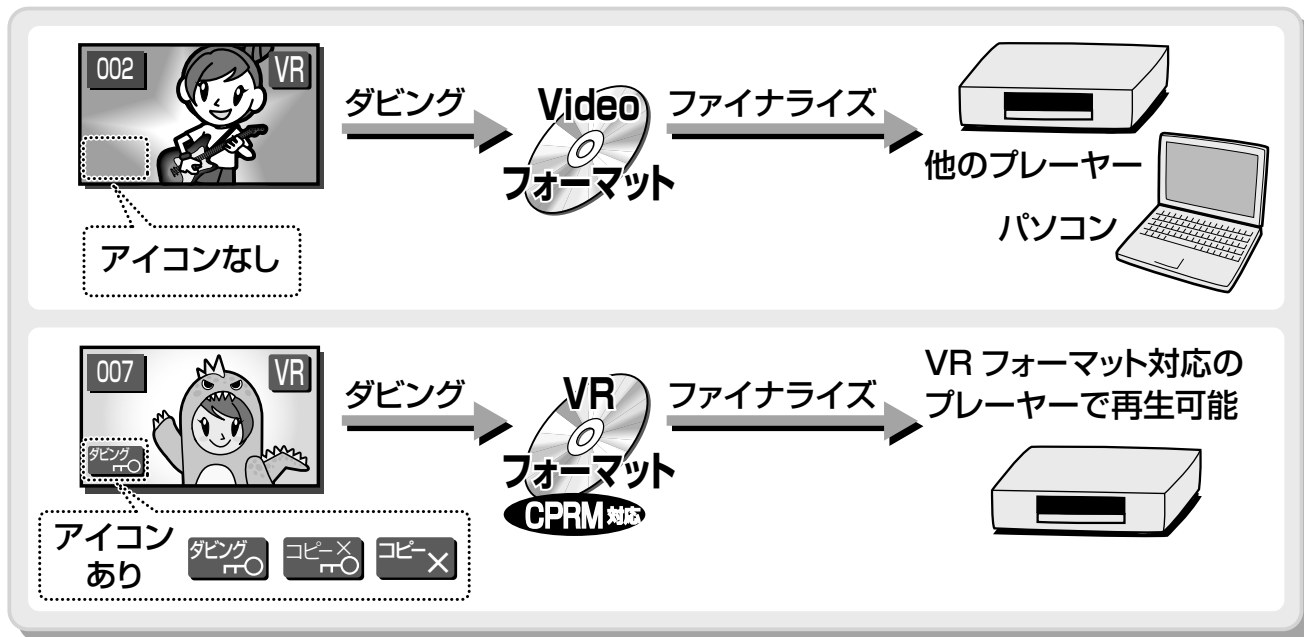 002
VR
ダビング
Video
フォーマット
ファイナライズ
他のプレーヤー
パソコン
アイコンなし
007
VR
ダビング
ダビング
VR
フォーマット
CPRM対応
ファイナライズ
VR フォーマット対応の
プレーヤーで再生可能
アイコン
あり
ダビング
コピー×
コピー×